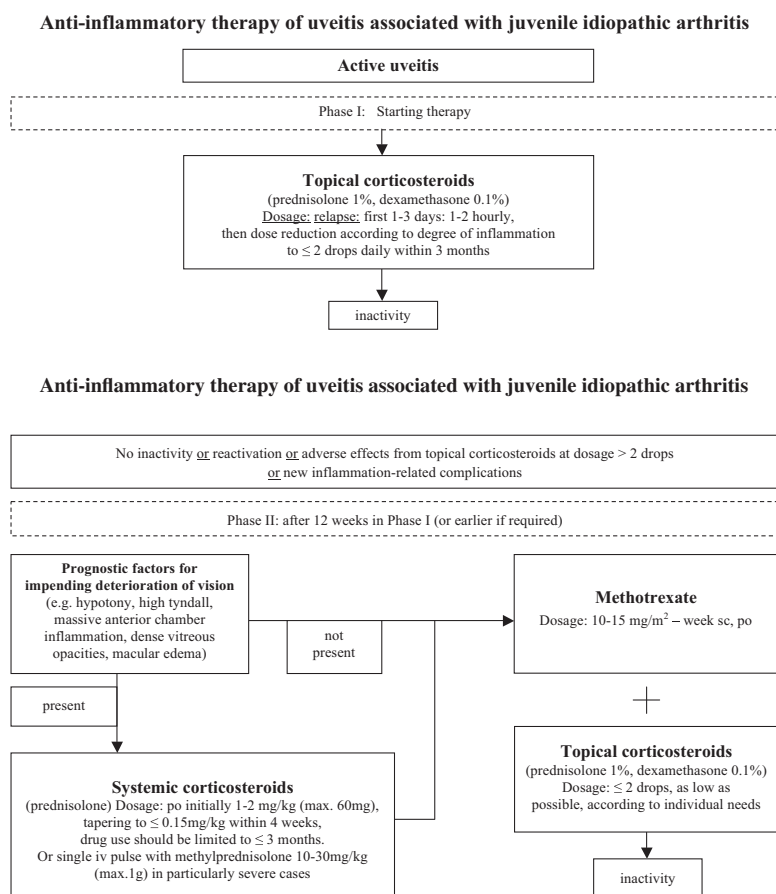 Anti-inflammatory therapy of uveitis associated with juvenile idiopathic arthritis
Active uveitis
Phase I: Starting therapy
Topical corticosteroids
(prednisolone 1%, dexamethasone 0.1%)
Dosage: relapse: first 1-3 days: 1-2 hourly,
then dose reduction according to degree of inflammation
to ≤ 2 drops daily within 3 months
inactivity
Anti-inflammatory therapy of uveitis associated with juvenile idiopathic arthritis
No inactivity or reactivation or adverse effects from topical corticosteroids at dosage > 2 drops
or new inflammation-related complications
Phase II: after 12 weeks in Phase I (or earlier if required)
Prognostic factors for
impending deterioration of vision
(e.g. hypotony, high tyndall,
massive anterior chamber
inflammation, dense vitreous
opacities, macular edema)
not
present
Methotrexate
Dosage: 10-15 mg/m² – week sc, po
present
Systemic corticosteroids
(prednisolone) Dosage: po initially 1-2 mg/kg (max. 60mg),
tapering to ≤ 0.15mg/kg within 4 weeks,
drug use should be limited to ≤ 3 months.
Or single iv pulse with methylprednisolone 10-30mg/kg
(max.1g) in particularly severe cases
+
Topical corticosteroids
(prednisolone 1%, dexamethasone 0.1%)
Dosage: ≤ 2 drops, as low as
possible, according to individual needs
inactivity